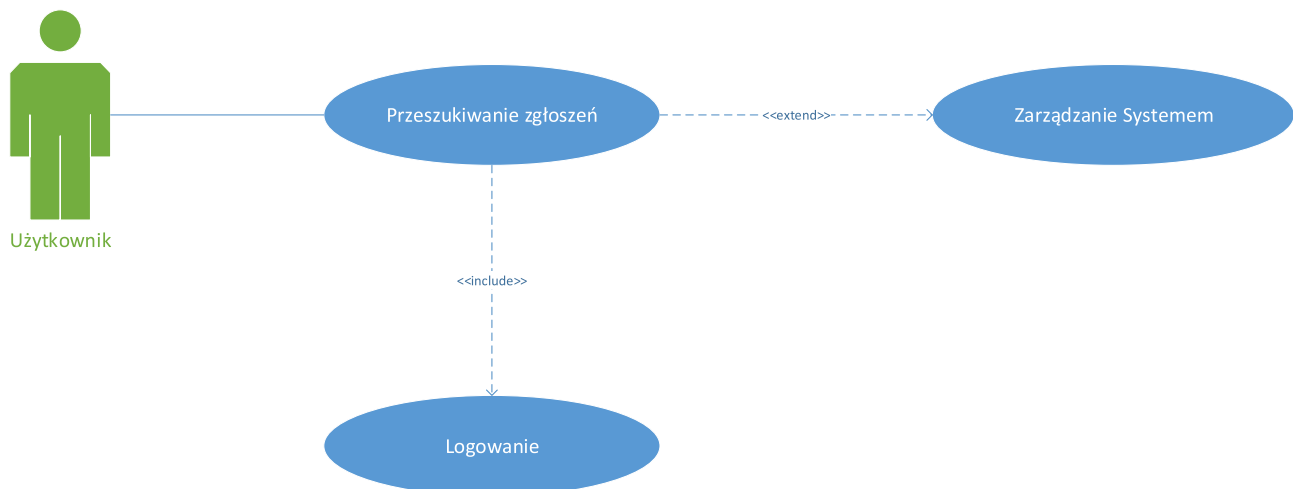 Przeszukiwanie zgłoszeń
<<extend>>
Zarządzanie Systemem
Użytkownik
<<include>>
Logowanie